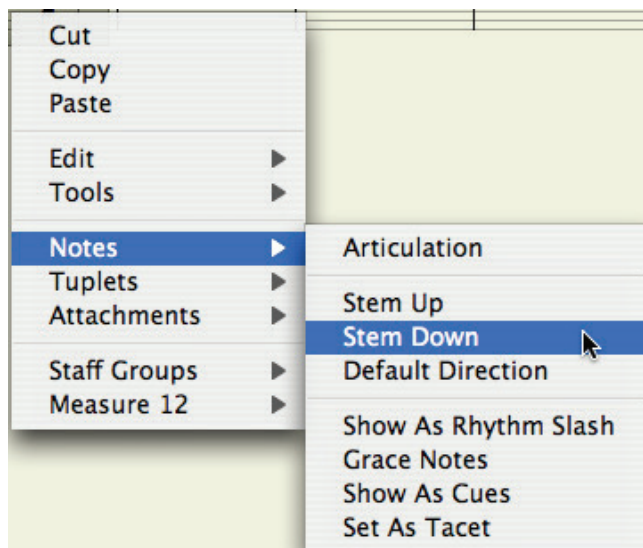 Cut
Copy
Paste
Edit
Tools
Notes
Tuplets
Attachments
Staff Groups
Measure 12
Articulation
Stem Up
Stem Down
Default Direction
Show As Rhythm Slash
Grace Notes
Show As Cues
Set As Tacet